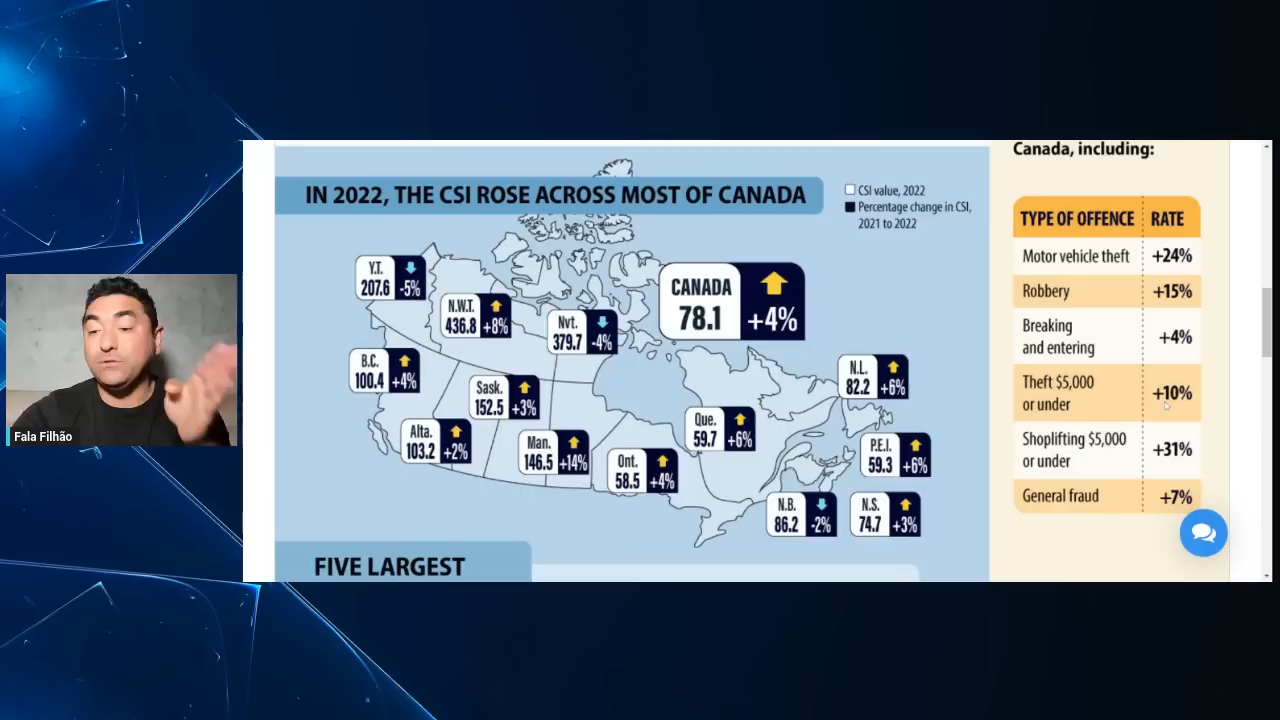 Canada, including:
IN 2022, THE CSI ROSE ACROSS MOST OF CANADA
CSI value, 2022
Percentage change in CSI,
2021 to 2022
Y.T.
207.6 -5%
N.W.T.
436.8 +8%
Nvt.
379.7 -4%
CANADA
78.1 +4%
B.C.
100.4 +4%
Sask.
152.5 +3%
Alta.
103.2 +2%
Man.
146.5 +14%
Ont.
58.5 +4%
Que.
59.7 +6%
N.L.
82.2 +6%
P.E.I.
59.3 +6%
N.B.
86.2 -2%
N.S.
74.7 +3%
FIVE LARGEST
TYPE OF OFFENCE RATE
Motor vehicle theft +24%
Robbery +15%
Breaking
and entering +4%
Theft $5,000
or under +10%
Shoplifting $5,000
or under +31%
General fraud +7%
Fala Filhão